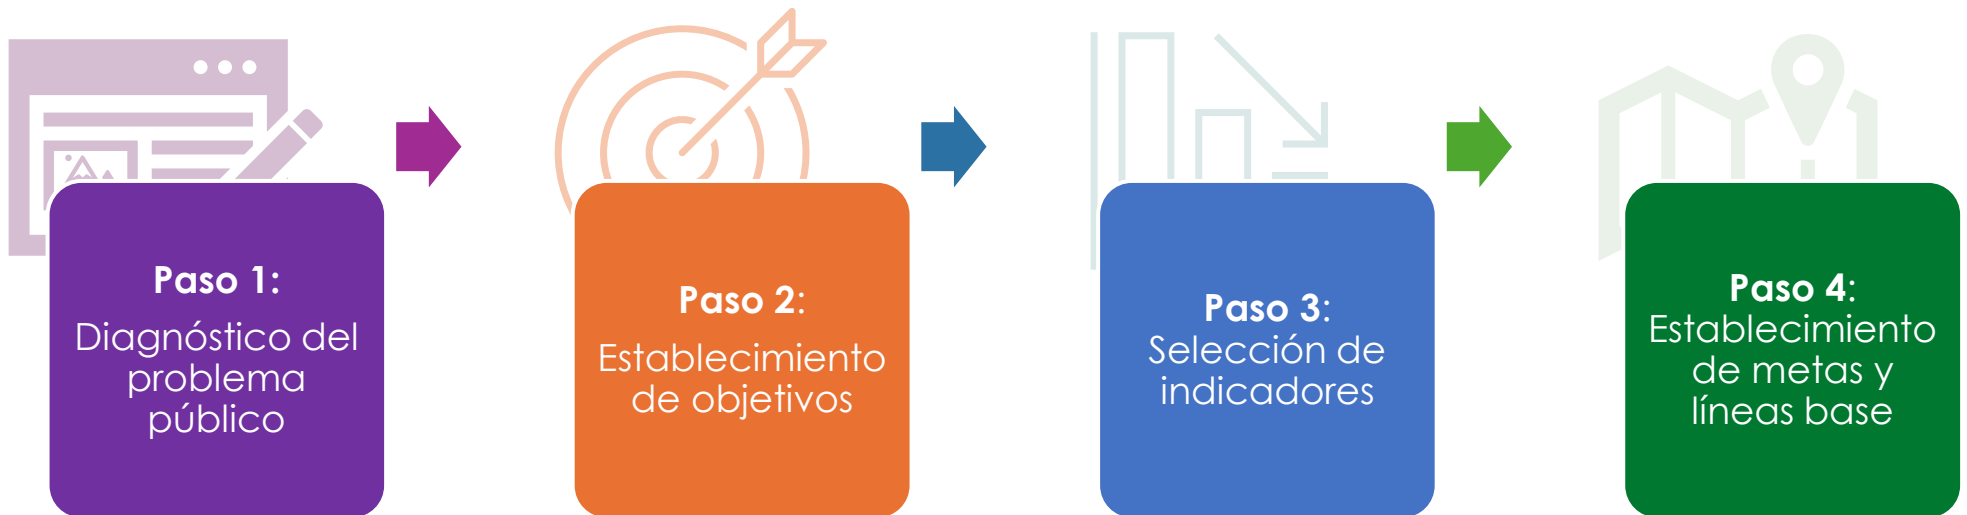 Paso 1:
Diagnóstico del
problema
público
Paso 2:
Establecimiento
de objetivos
Paso 3:
Selección de
indicadores
Paso 4:
Establecimiento
de metas y
líneas base